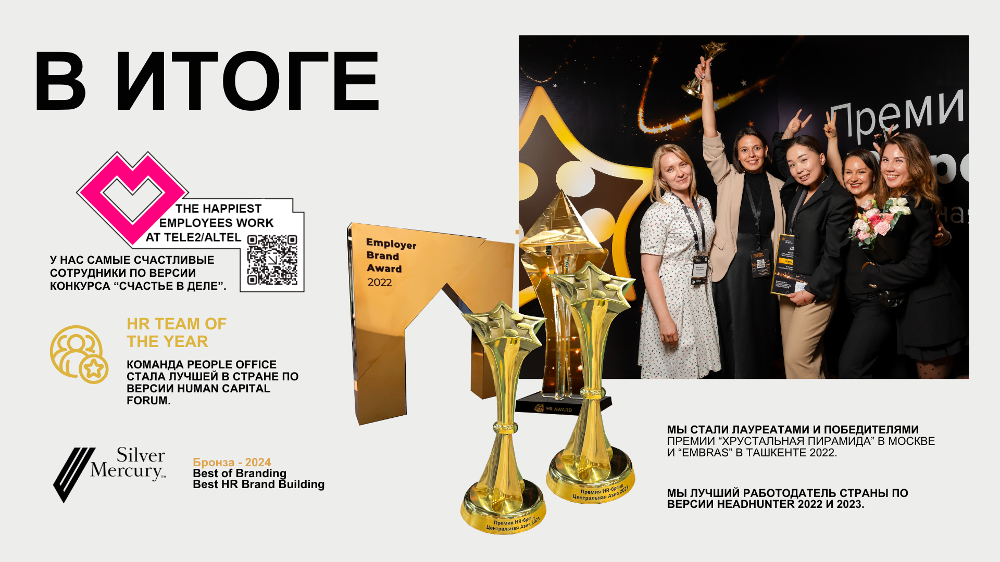 В ИТОГЕ
THE HAPPIEST
EMPLOYEES WORK
AT TELE2/ALTEL
У НАС САМЫЕ СЧАСТЛИВЫЕ
СОТРУДНИКИ ПО ВЕРСИИ
КОНКУРСА “СЧАСТЬЕ В ДЕЛЕ”.
HR TEAM OF
THE YEAR
КОМАНДА PEOPLE OFFICE
СТАЛА ЛУЧШЕЙ В СТРАНЕ ПО
ВЕРСИИ HUMAN CAPITAL
FORUM.
Silver
Mercury™
Бронза - 2024
Best of Branding
Best HR Brand Building
Employer
Brand
Award
2022
HR AWARD
Премия HR-бренд
Центральная Азия 2023
Премия HR-бренд
Центральная Азия 2023
Преми
МЫ СТАЛИ ЛАУРЕАТАМИ И ПОБЕДИТЕЛЯМИ
ПРЕМИИ “ХРУСТАЛЬНАЯ ПИРАМИДА” В МОСКВЕ
И “EMBRAS” В ТАШКЕНТЕ 2022.
МЫ ЛУЧШИЙ РАБОТОДАТЕЛЬ СТРАНЫ ПО
ВЕРСИИ HEADHUNTER 2022 И 2023.